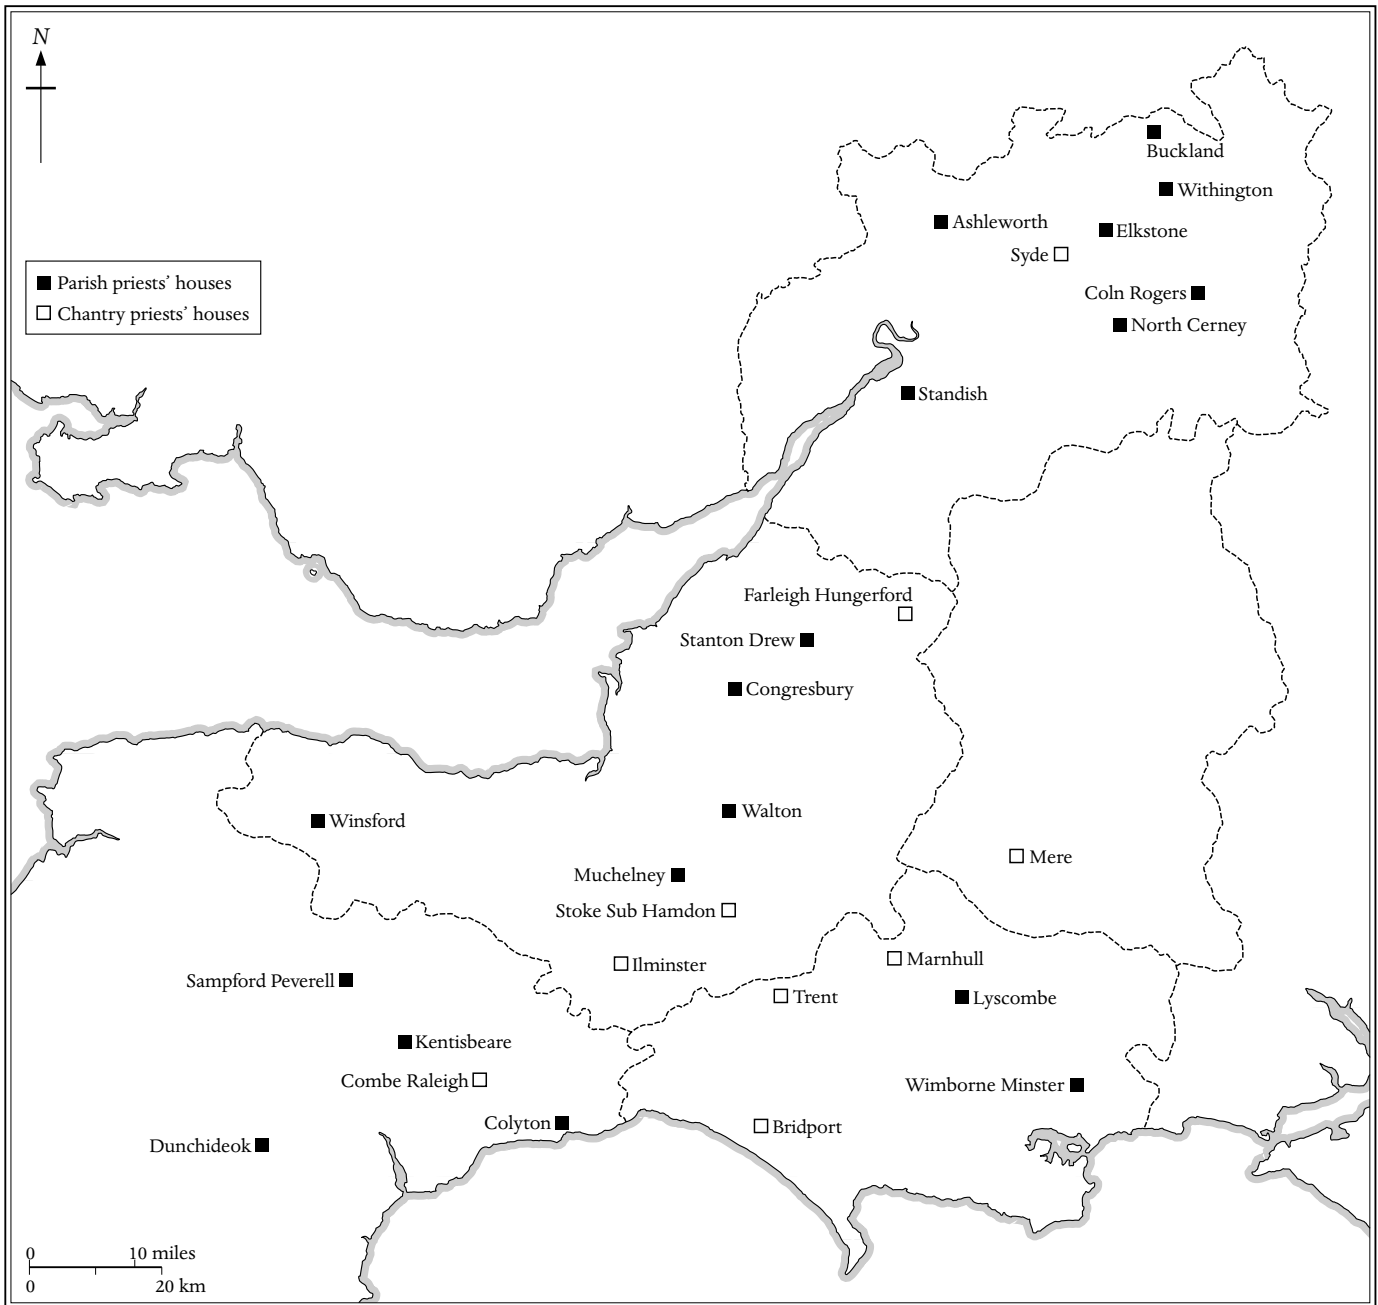 N
Buckland
Withington
Ashleworth
Elkstone
Syde
Parish priests’ houses
Chantry priests’ houses
Coln Rogers
North Cerney
Standish
Farleigh Hungerford
Stanton Drew
Congresbury
Walton
Winsford
Mere
Muchelney
Stoke Sub Hamdon
Marnhull
Ilminster
Sampford Peverell
Trent
Lyscombe
Kentisbeare
Combe Raleigh
Wimborne Minster
Colyton
Bridport
Dunchideok
0 10 miles
0 20 km